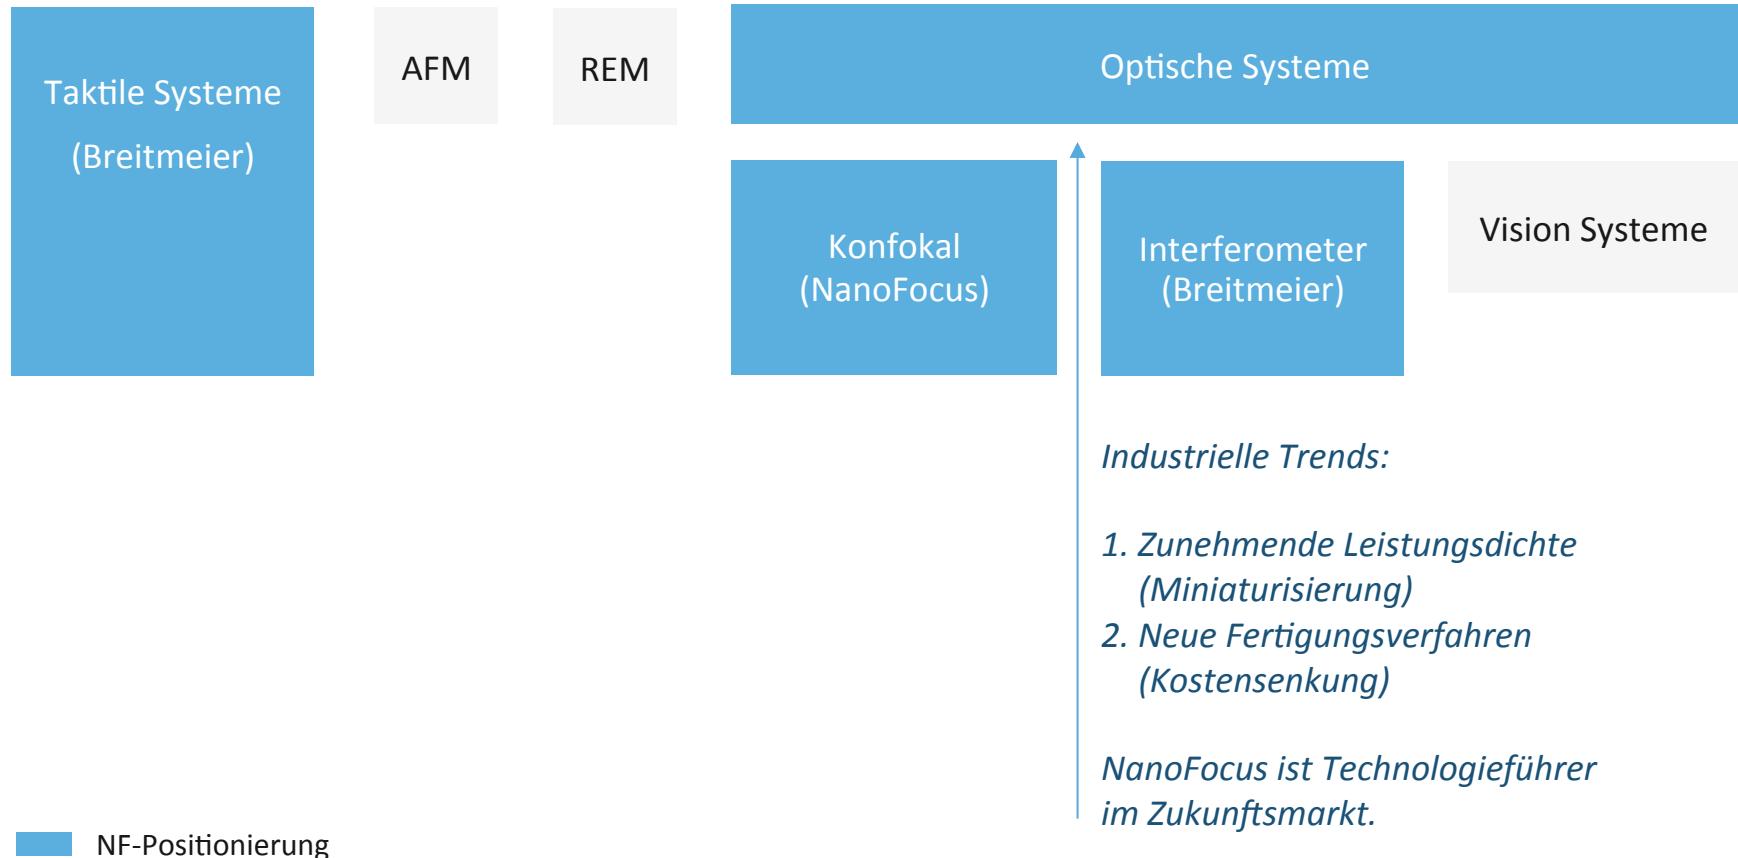 Taktile Systeme
(Breitmeier)
AFM
REM
Optische Systeme
Konfokal
(NanoFocus)
Interferometer
(Breitmeier)
Vision Systeme
Industrielle Trends:
1. Zunehmende Leistungsdichte
(Miniaturisierung)
2. Neue Fertigungsverfahren
(Kostensenkung)
NanoFocus ist Technologieführer
im Zukunftsmarkt.
NF-Positionierung